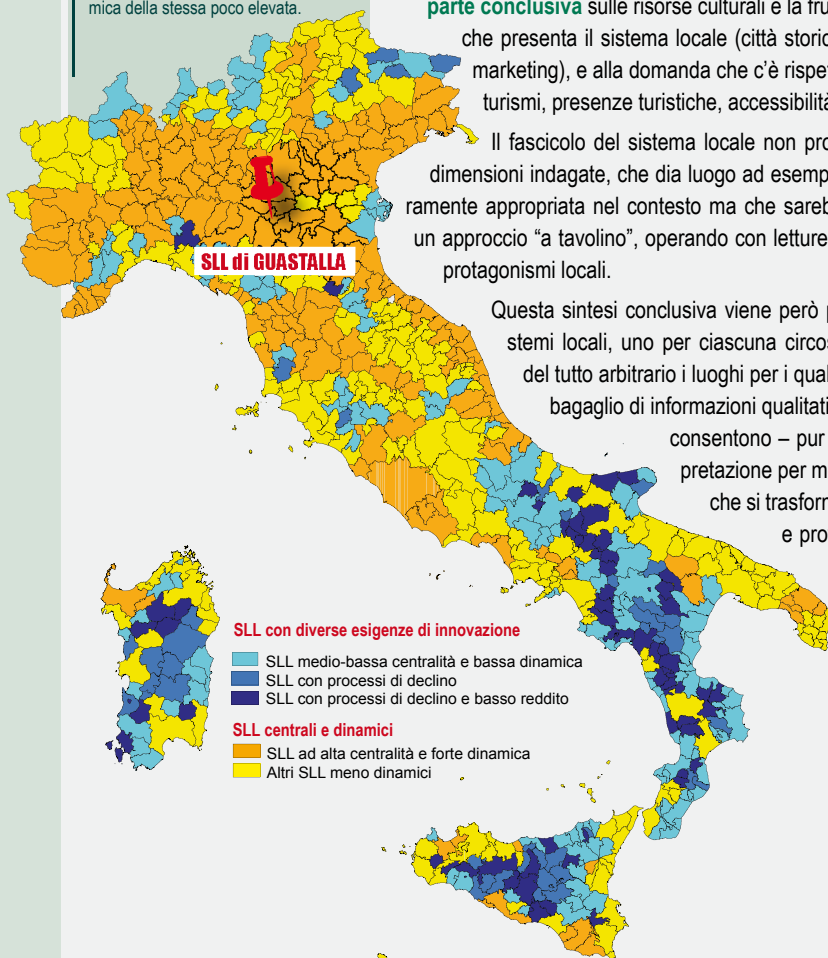 mica della stessa poco elevata.
parte conclusiva sulle risorse culturali e la fru
che presenta il sistema locale (città storic
marketing), e alla domanda che c'è rispe
turismi, presenze turistiche, accessibilità
Il fascicolo del sistema locale non pro
dimensioni indagate, che dia luogo ad esemp
ramente appropriata nel contesto ma che sareb
un approccio “a tavolino”, operando con letture
protagonismi locali.
Questa sintesi conclusiva viene però p
stemi locali, uno per ciascuna circos
del tutto arbitrario i luoghi per i qual
bagaglio di informazioni qualitati
consentono – pur
pretazione per m
che si trasforn
e pro
SLL di GUASTALLA
SLL con diverse esigenze di innovazione
SLL medio-bassa centralità e bassa dinamica
SLL con processi di declino
SLL con processi di declino e basso reddito
SLL centrali e dinamici
SLL ad alta centralità e forte dinamica
Altri SLL meno dinamici